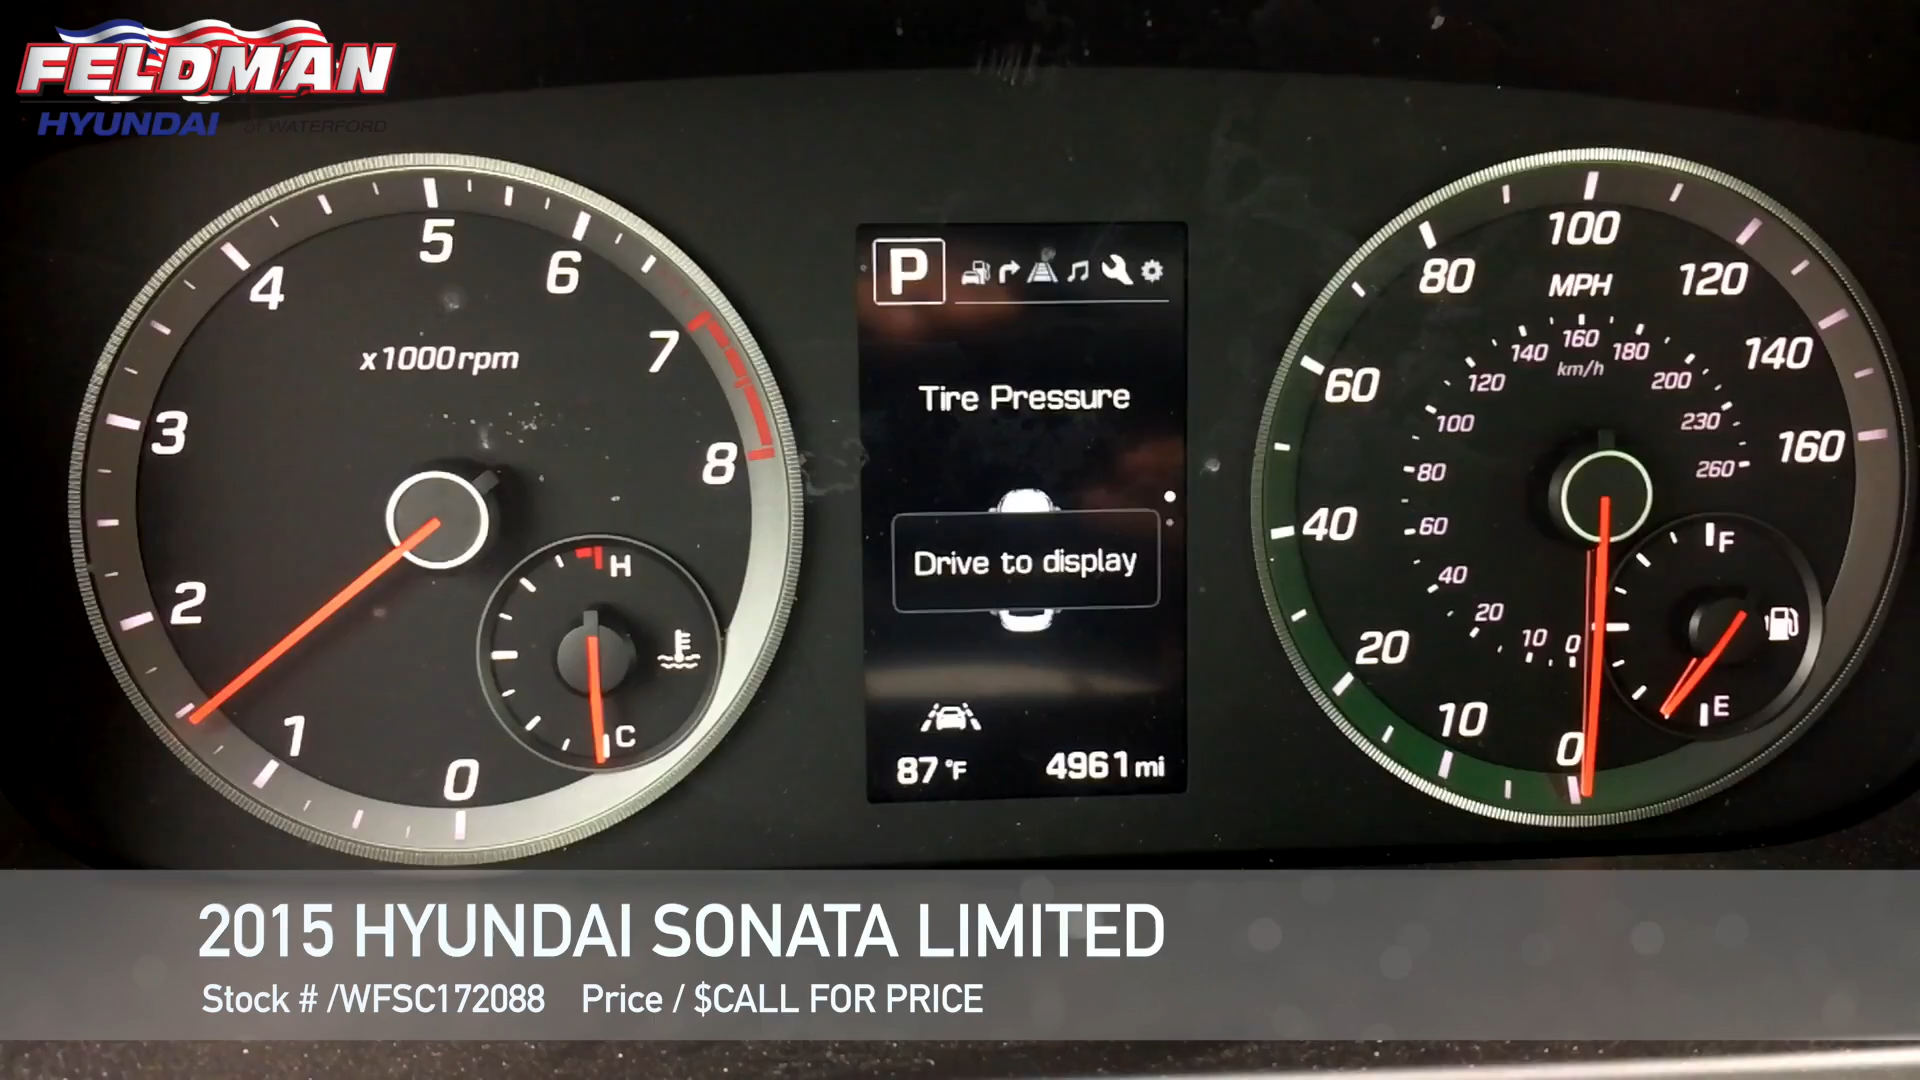 FELDMAN
HYUNDAI of WATERFORD
0
1
2
3
4
5
6
7
8
x1000rpm
H
C
P
Tire Pressure
Drive to display
87 °F 4961 mi
0
10
20
40
60
80
100
120
140
160
MPH
0
10
20
40
60
80
100
120
140
160
180
200
230
260
km/h
F
E
2015 HYUNDAI SONATA LIMITED
Stock # /WFSC172088 Price / $CALL FOR PRICE